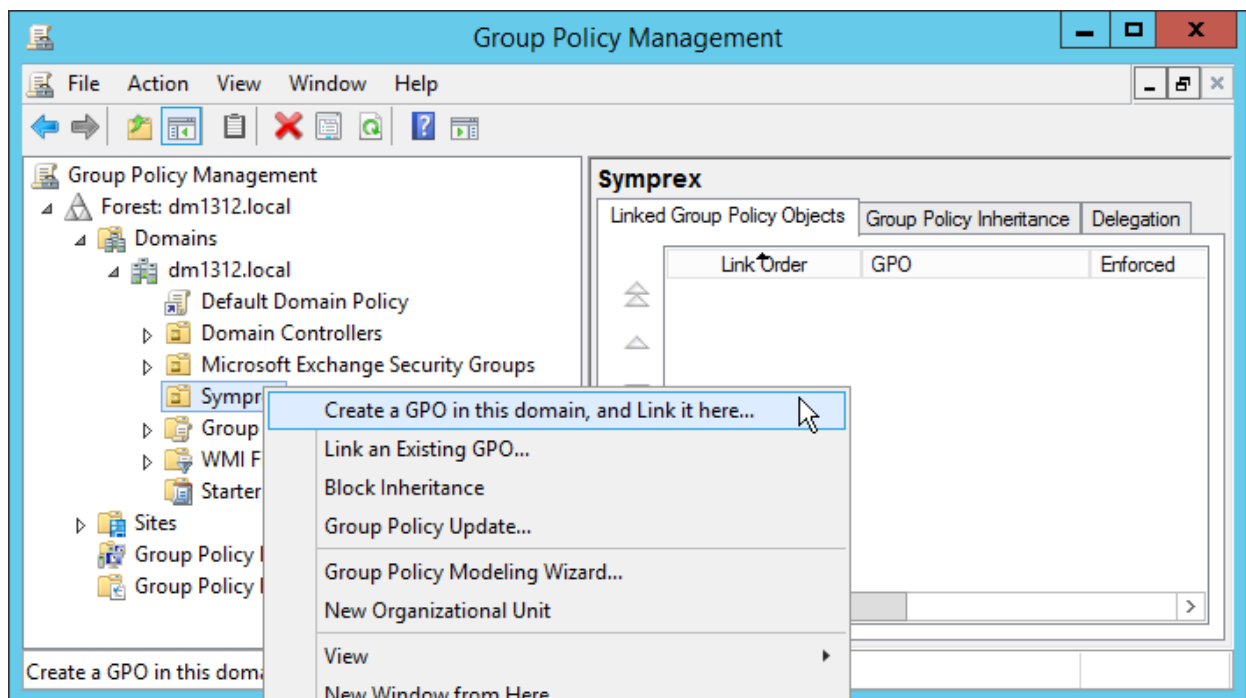 Group Policy Management
File Action View Window Help
Group Policy Management
Forest: dm1312.local
Domains
dm1312.local
Default Domain Policy
Domain Controllers
Microsoft Exchange Security Groups
Sympr
Group
WMI F
Starter
Sites
Group Policy
Group Policy
Symprex
Linked Group Policy Objects Group Policy Inheritance Delegation
Link Order GPO Enforced
Create a GPO in this domain, and Link it here...
Link an Existing GPO...
Block Inheritance
Group Policy Update...
Group Policy Modeling Wizard...
New Organizational Unit
View
New Window from Here
Create a GPO in this doma